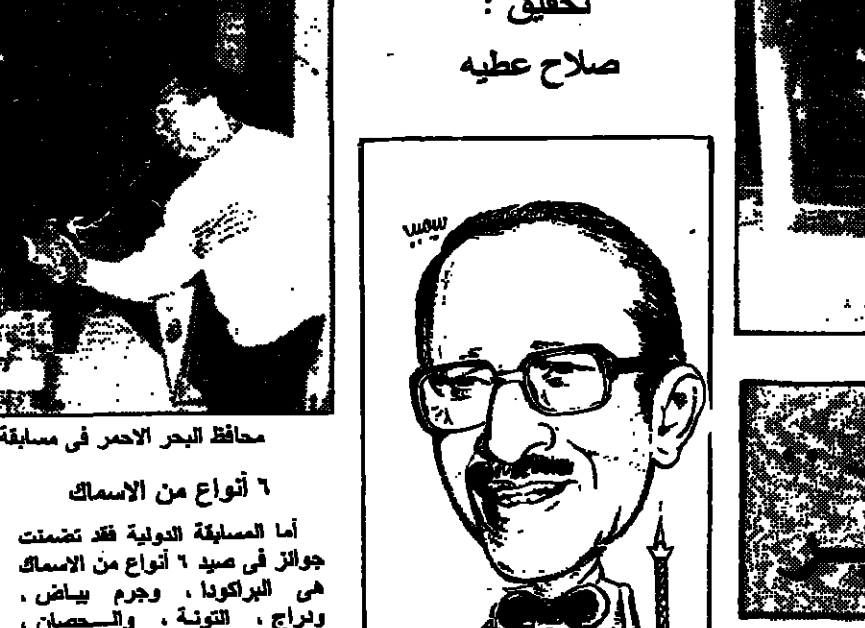 تحقيق :
صلاح عطيه
محافظ البحر الاحمر فى مسابقة
٦ أنواع من الاسماك
أما المسابقة الدولية فقد تضمنت
جوائز فى صيد ٦ أنواع من الاسماك
هى البراكودا ، وجرم بياض ،
ودراج ، التونة ، والحصان ،